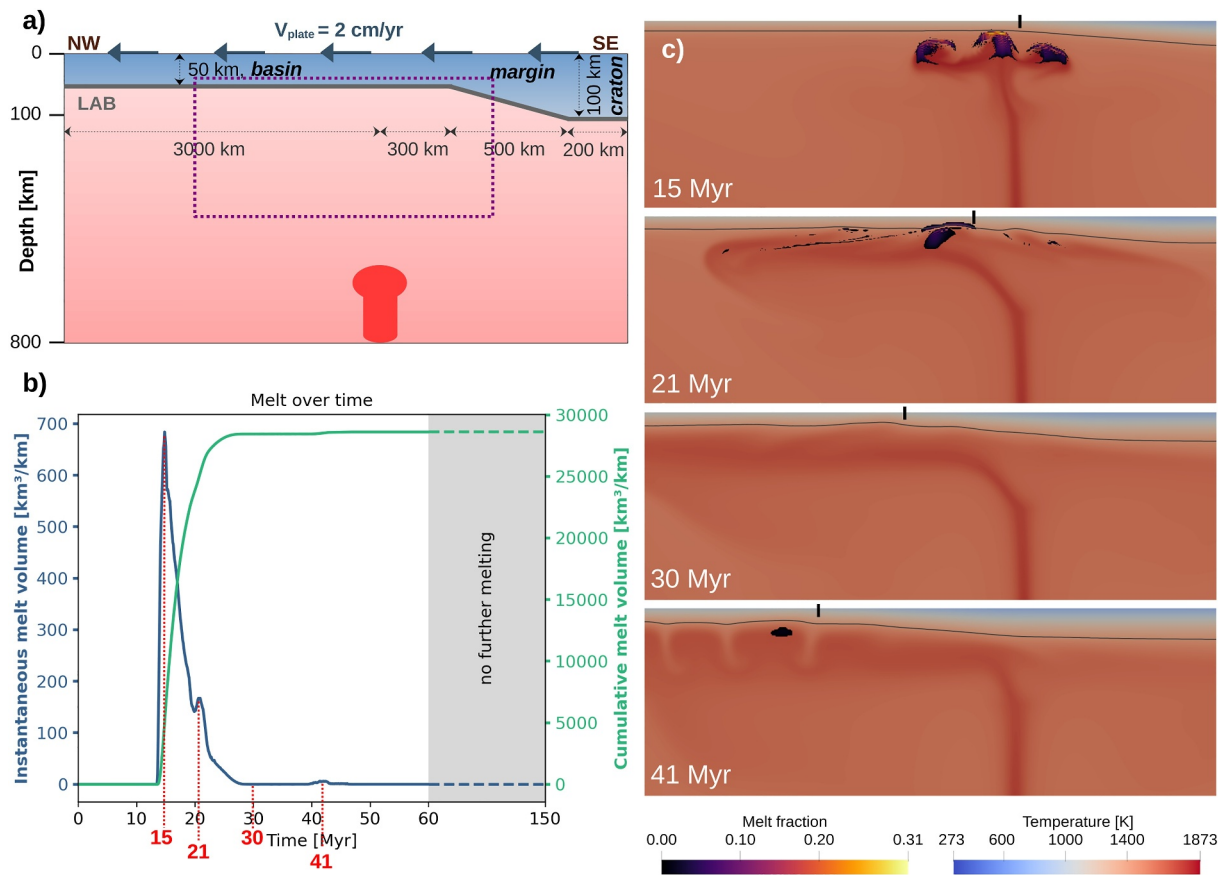 a)
V_plate = 2 cm/yr
NW
SE
0
50 km,
basin
margin
100 km
craton
LAB
100
3000 km
300 km
500 km
200 km
Depth [km]
800
b)
Melt over time
Instantaneous melt volume [km³/km]
700
600
500
400
300
200
100
0
30000
25000
20000
15000
10000
5000
0
Cumulative melt volume [km³/km]
no further melting
0
10
20
30
40
50
60
150
Time [Myr]
15
21
30
41
c)
15 Myr
21 Myr
30 Myr
41 Myr
Melt fraction
0.00
0.10
0.20
0.31
Temperature [K]
273
600
1000
1400
1873